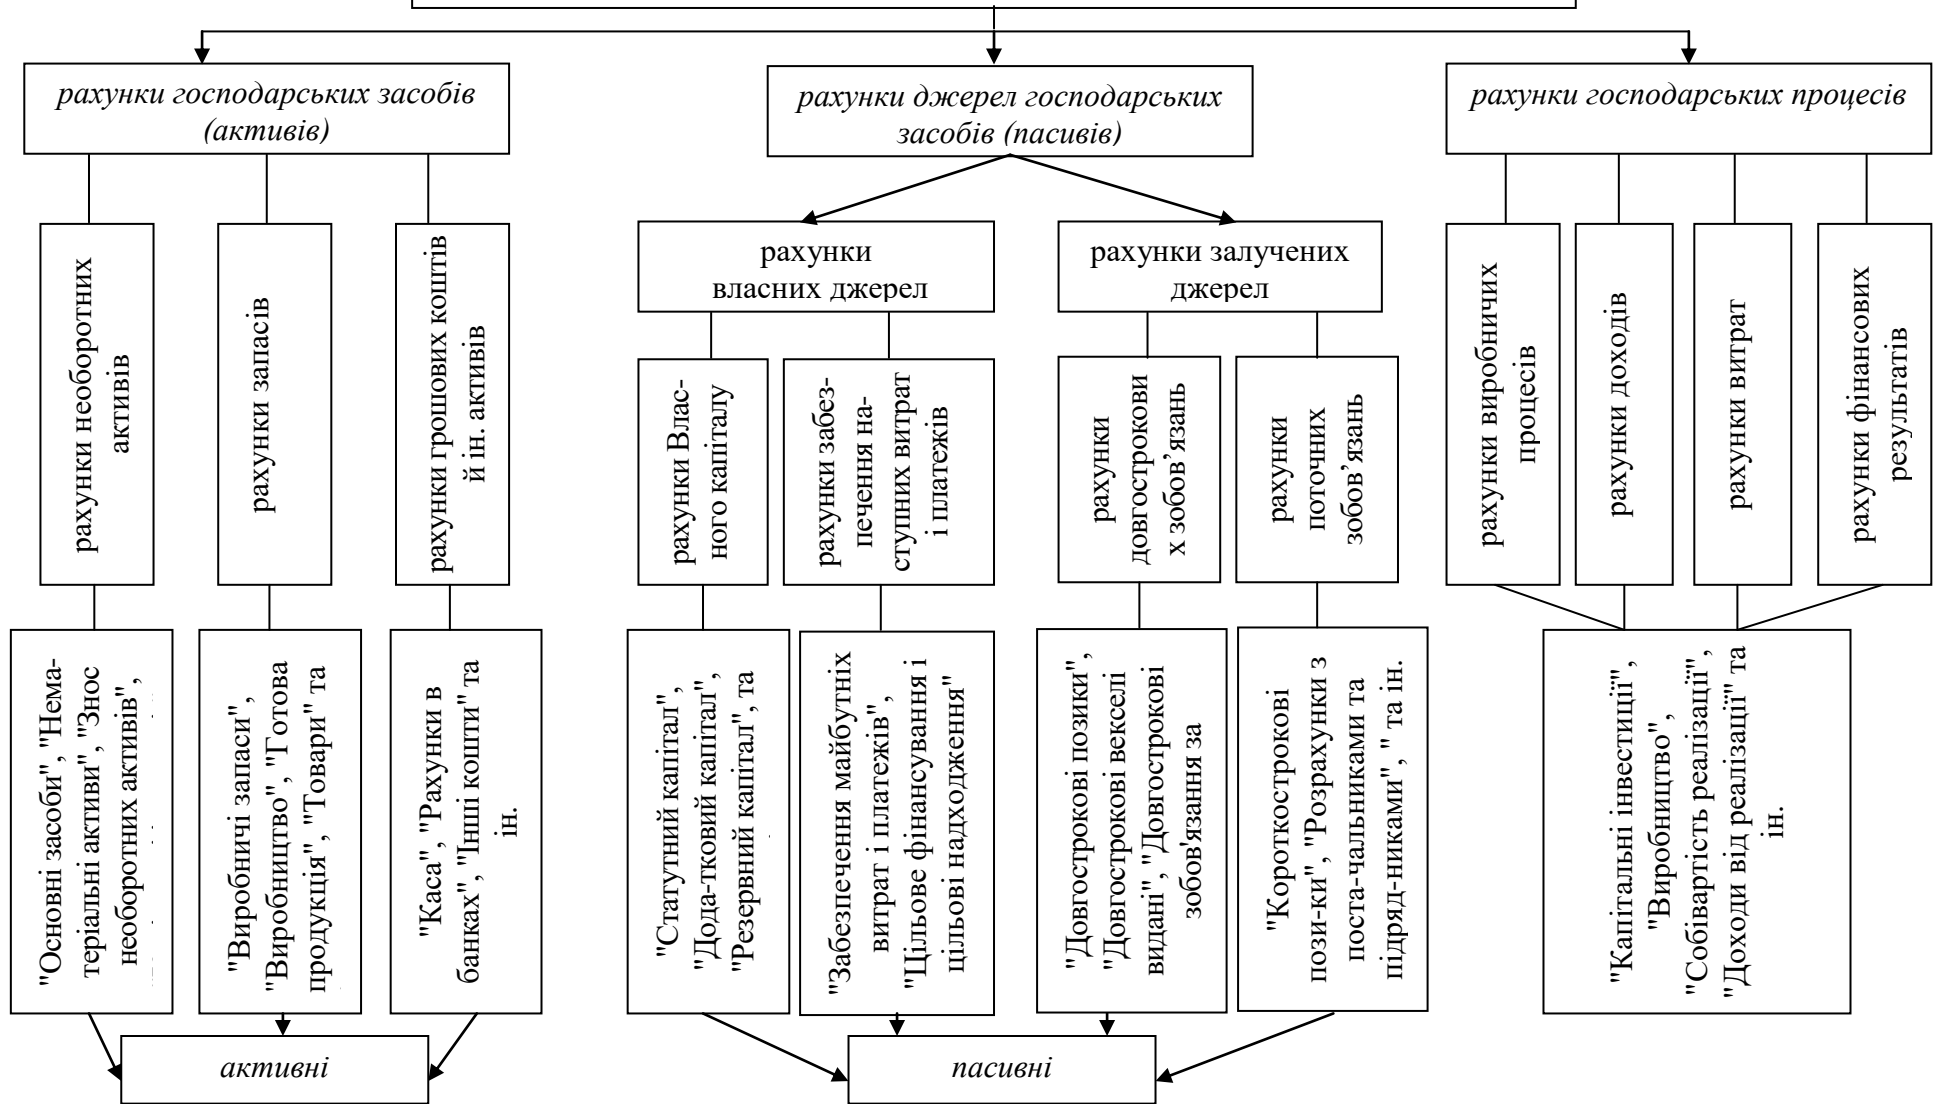 рахунки господарських засобів
(активів)
рахунки джерел господарських
засобів (пасивів)
рахунки господарських процесів
рахунки необоротних
активів
рахунки запасів
рахунки грошових коштів
й ін. активів
рахунки
власних джерел
рахунки залучених
джерел
рахунки Влас-
ного капіталу
рахунки забез-
печення на-
ступних витрат
і платежів
рахунки
довгострокови
х зобов’язань
рахунки
поточних
зобов’язань
рахунки виробничих
процесів
рахунки доходів
рахунки витрат
рахунки фінансових
результатів
"Основні засоби", "Нема-
теріальні активи", "Знос
необоротних активів",
"Виробничі запаси",
"Виробництво", "Готова
продукція", "Товари" та
"Каса", "Рахунки в
банках", "Інші кошти" та
ін.
"Статутний капітал",
"Дода-тковий капітал",
"Резервний капітал", та
"Забезпечення майбутніх
витрат і платежів",
"Цільове фінансування і
цільові надходження"
"Довгострокові позики",
"Довгострокові векселі
видані", "Довгострокові
зобов'язання за
"Короткострокові
пози-ки", "Розрахунки з
поста-чальниками та
підряд-никами", " та ін.
"Капітальні інвестиції",
"Виробництво",
"Собівартість реалізації",
"Доходи від реалізації" та
ін.
активні
пасивні